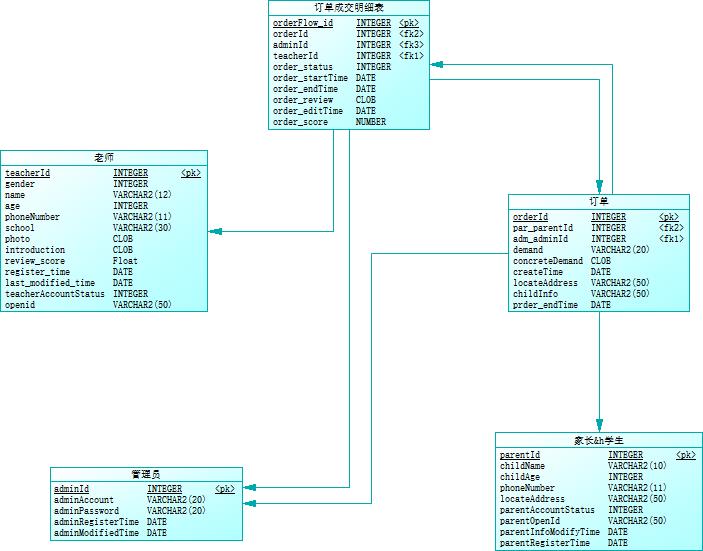 订单成交明细表
orderFlow_id INTEGER <pk>
orderId INTEGER <fk2>
adminId INTEGER <fk3>
teacherId INTEGER <fk1>
order_status INTEGER
order_startTime DATE
order_endTime DATE
order_review CLOB
order_editTime DATE
order_score NUMBER
老师
teacherId INTEGER <pk>
gender INTEGER
name VARCHAR2(12)
age INTEGER
phoneNumber VARCHAR2(11)
school VARCHAR2(30)
photo CLOB
introduction CLOB
review_score Float
register_time DATE
last_modified_time DATE
teacherAccountStatus INTEGER
openid VARCHAR2(50)
订单
orderId INTEGER <pk>
par_parentId INTEGER <fk2>
adm_adminId INTEGER <fk1>
demand VARCHAR2(20)
concreteDemand CLOB
createTime DATE
locateAddress VARCHAR2(50)
childInfo VARCHAR2(50)
prder_endTime DATE
管理员
adminId INTEGER <pk>
adminAccount VARCHAR2(20)
adminPassword VARCHAR2(20)
adminRegisterTime DATE
adminModifiedTime DATE
家长&h学生
parentId INTEGER <pk>
childName VARCHAR2(10)
childAge INTEGER
phoneNumber VARCHAR2(11)
locateAddress VARCHAR2(50)
parentAccountStatus INTEGER
parentOpenId VARCHAR2(50)
parentInfoModifyTime DATE
parentRegisterTime DATE